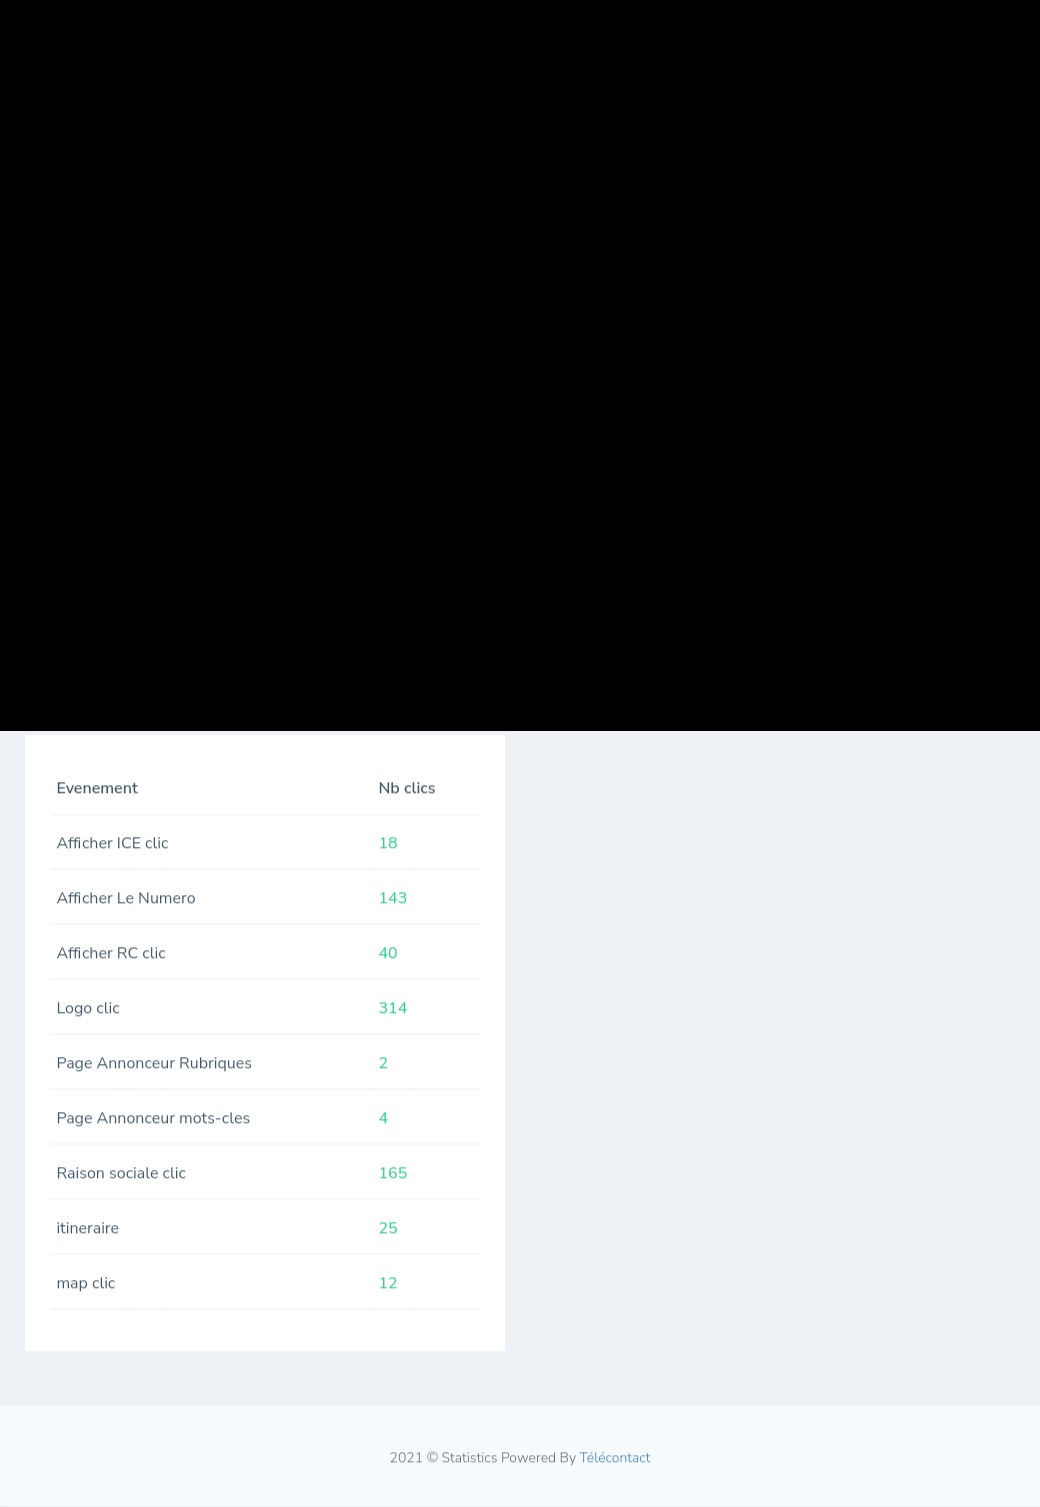 Evenement Nb clics
Afficher ICE clic 18
Afficher Le Numero 143
Afficher RC clic 40
Logo clic 314
Page Annonceur Rubriques 2
Page Annonceur mots-cles 4
Raison sociale clic 165
itineraire 25
map clic 12
2021 © Statistics Powered By Télécontact